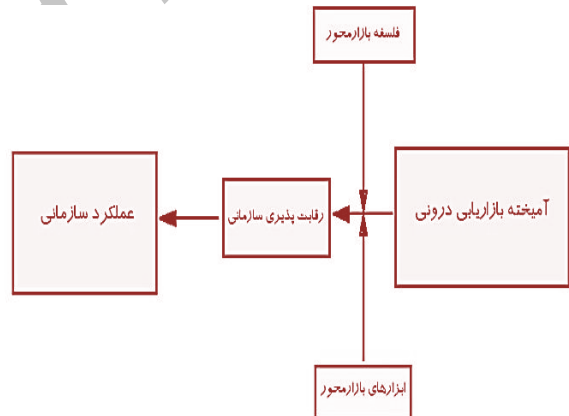 فلسفه بازارمحور
آمیخته بازاریابی درونی
رقابت پذیری سازمانی
عملکرد سازمانی
ابزارهای بازارمحور